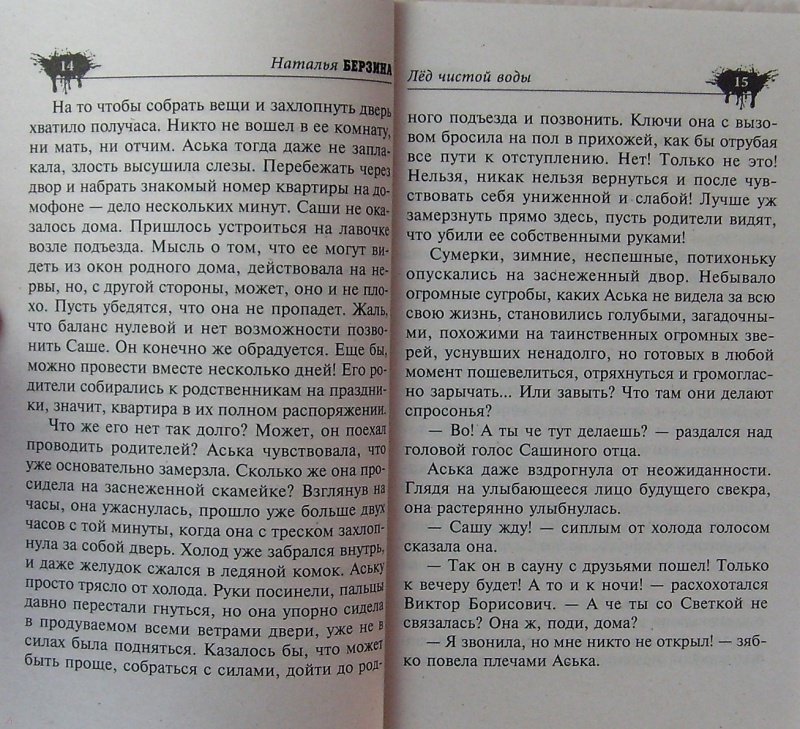 14
Наталья БЕРЗИНА
На то чтобы собрать вещи и захлопнуть дверь
хватило получаса. Никто не вошел в ее комнату,
ни мать, ни отчим. Аська тогда даже не запла-
кала, злость высушила слезы. Перебежать через
двор и набрать знакомый номер квартиры на до-
мофоне — дело нескольких минут. Саши не ока-
залось дома. Пришлось устроиться на лавочке
возле подъезда. Мысль о том, что ее могут ви-
деть из окон родного дома, действовала на не-
рвы, но, с другой стороны, может, оно и не пло-
хо. Пусть убедятся, что она не пропадет. Жаль,
что баланс нулевой и нет возможности позво-
нить Саше. Он конечно же обрадуется. Еще бы,
можно провести вместе несколько дней! Его ро-
дители собирались к родственникам на праздни-
ки, значит, квартира в их полном распоряжении.
Что же его нет так долго? Может, он поехал
проводить родителей? Аська чувствовала, что
уже основательно замерзла. Сколько же она про-
сидела на заснеженной скамейке? Взглянув на
часы, она ужаснулась, прошло уже больше двух
часов с той минуты, когда она с треском захлоп-
нула за собой дверь. Холод уже забрался внутрь,
и даже желудок сжался в ледяной комок. Аську
просто трясло от холода. Руки посинели, пальцы
давно перестали гнуться, но она упорно сидела
в продуваемом всеми ветрами двери, уже не в
силах была подняться. Казалось бы, что может
быть проще, собраться с силами, дойти до род-
Лёд чистой воды
15
ного подъезда и позвонить. Ключи она с вызо-
вом бросила на пол в прихожей, как бы отрубая
все пути к отступлению. Нет! Только не это!
Нельзя, никак нельзя вернуться и после чув-
ствовать себя униженной и слабой! Лучше уж
замерзнуть прямо здесь, пусть родители видят,
что убили ее собственными руками!
Сумерки, зимние, неспешные, потихоньку
опускались на заснеженный двор. Небывало
огромные сугробы, каких Аська не видела за всю
свою жизнь, становились голубыми, загадочны-
ми, похожими на таинственных огромных зве-
рей, уснувших ненадолго, но готовых в любой
момент пошевелиться, отряхнуться и громоглас-
но зарычать... Или завыть? Что там они делают
спросонья?
— Во! А ты че тут делаешь? — раздался над
головой голос Сашиного отца.
Аська даже вздрогнула от неожиданности.
Глядя на улыбающееся лицо будущего свекра,
она растерянно улыбнулась.
— Сашу жду! — сиплым от холода голосом
сказала она.
— Так он в сауну с друзьями пошел! Только
к вечеру будет! А то и к ночи! — расхохотался
Виктор Борисович. — А че ты со Светкой не
связалась? Она ж, поди, дома?
— Я звонила, но мне никто не открыл! — зяб-
ко повела плечами Аська.